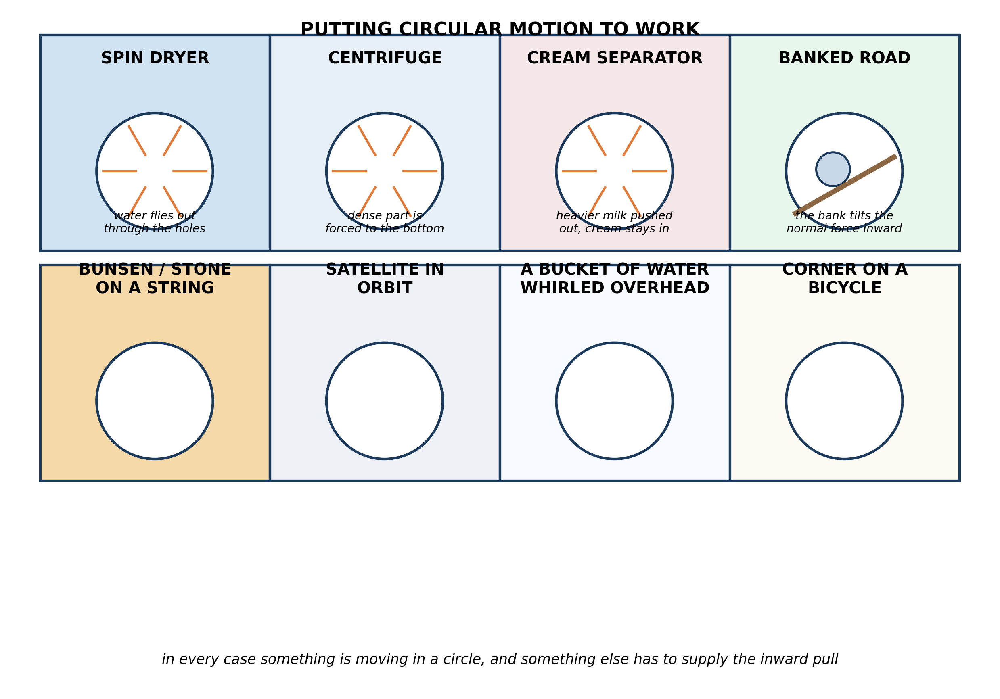 PUTTING CIRCULAR MOTION TO WORK
SPIN DRYER
water flies out
through the holes
CENTRIFUGE
dense part is
forced to the bottom
CREAM SEPARATOR
heavier milk pushed
out, cream stays in
BANKED ROAD
the bank tilts the
normal force inward
BUNSEN / STONE
ON A STRING
SATELLITE IN
ORBIT
A BUCKET OF WATER
WHIRLED OVERHEAD
CORNER ON A
BICYCLE
in every case something is moving in a circle, and something else has to supply the inward pull